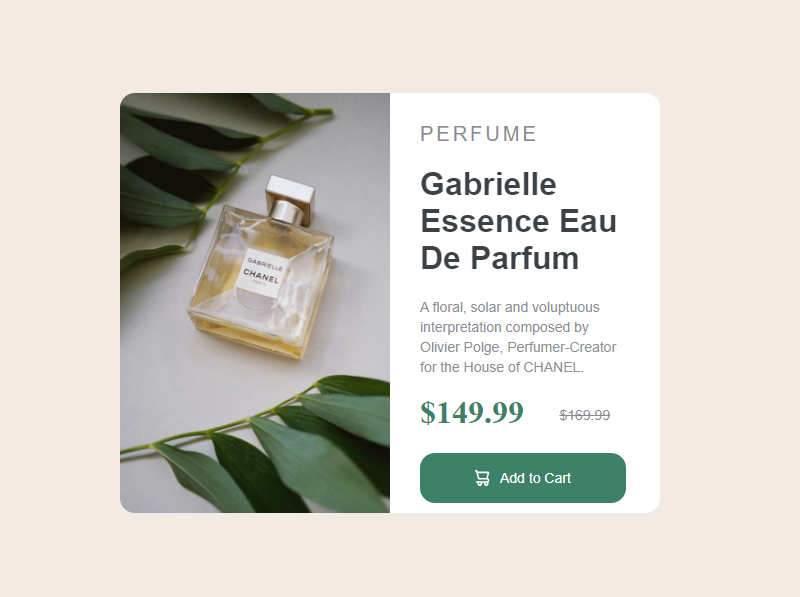 PERFUME
Gabrielle
Essence Eau
De Parfum
A floral, solar and voluptuous
interpretation composed by
Olivier Polge, Perfumer-Creator
for the House of CHANEL.
$149.99 $169.99
Add to Cart
GABRIELLE
CHANEL